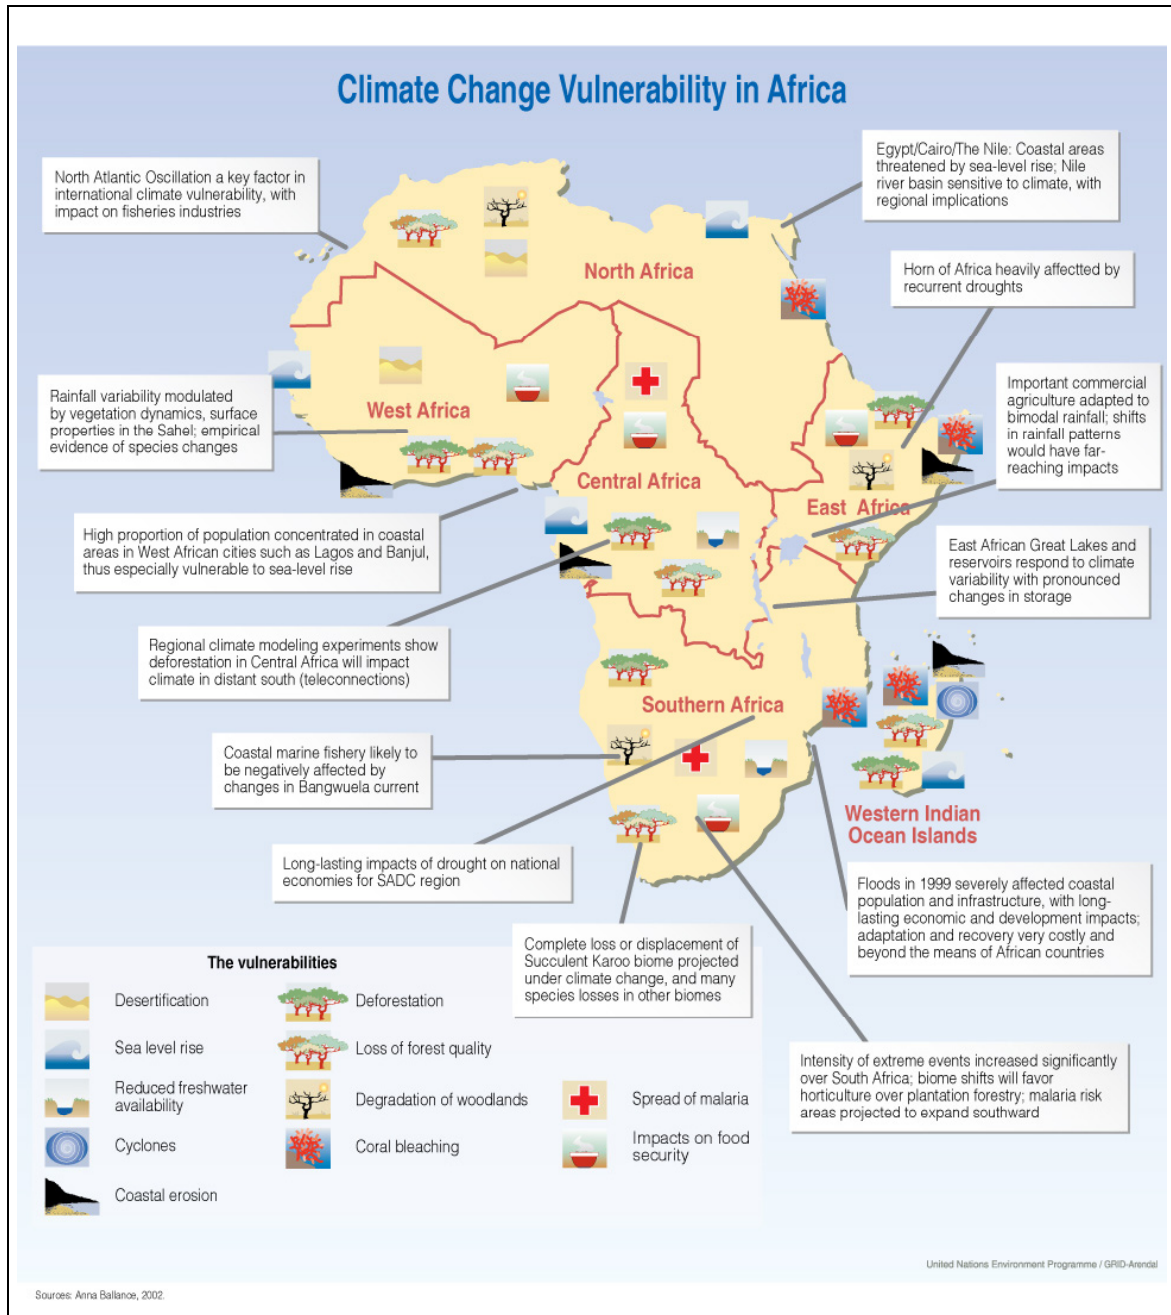 Climate Change Vulnerability in Africa
North Atlantic Oscillation a key factor in
international climate vulnerability, with
impact on fisheries industries
Egypt/Cairo/The Nile: Coastal areas
threatened by sea-level rise; Nile
river basin sensitive to climate, with
regional implications
North Africa
Horn of Africa heavily affectted by
recurrent droughts
Rainfall variability modulated
by vegetation dynamics, surface
properties in the Sahel; empirical
evidence of species changes
West Africa
Important commercial
agriculture adapted to
bimodal rainfall; shifts
in rainfall patterns
would have far-
reaching impacts
Central Africa
East Africa
High proportion of population concentrated in coastal
areas in West African cities such as Lagos and Banjul,
thus especially vulnerable to sea-level rise
East African Great Lakes and
reservoirs respond to climate
variability with pronounced
changes in storage
Regional climate modeling experiments show
deforestation in Central Africa will impact
climate in distant south (teleconnections)
Southern Africa
Coastal marine fishery likely to
be negatively affected by
changes in Bangwuela current
Western Indian
Ocean Islands
Long-lasting impacts of drought on national
economies for SADC region
Floods in 1999 severely affected coastal
population and infrastructure, with long-
lasting economic and development impacts;
adaptation and recovery very costly and
beyond the means of African countries
Complete loss or displacement of
Succulent Karoo biome projected
under climate change, and many
species losses in other biomes
Intensity of extreme events increased significantly
over South Africa; biome shifts will favor
horticulture over plantation forestry; malaria risk
areas projected to expand southward
The vulnerabilities
Desertification
Sea level rise
Reduced freshwater
availability
Cyclones
Coastal erosion
Deforestation
Loss of forest quality
Degradation of woodlands
Coral bleaching
Spread of malaria
Impacts on food
security
United Nations Environment Programme / GRID-Arendal
Sources: Anna Ballance, 2002.